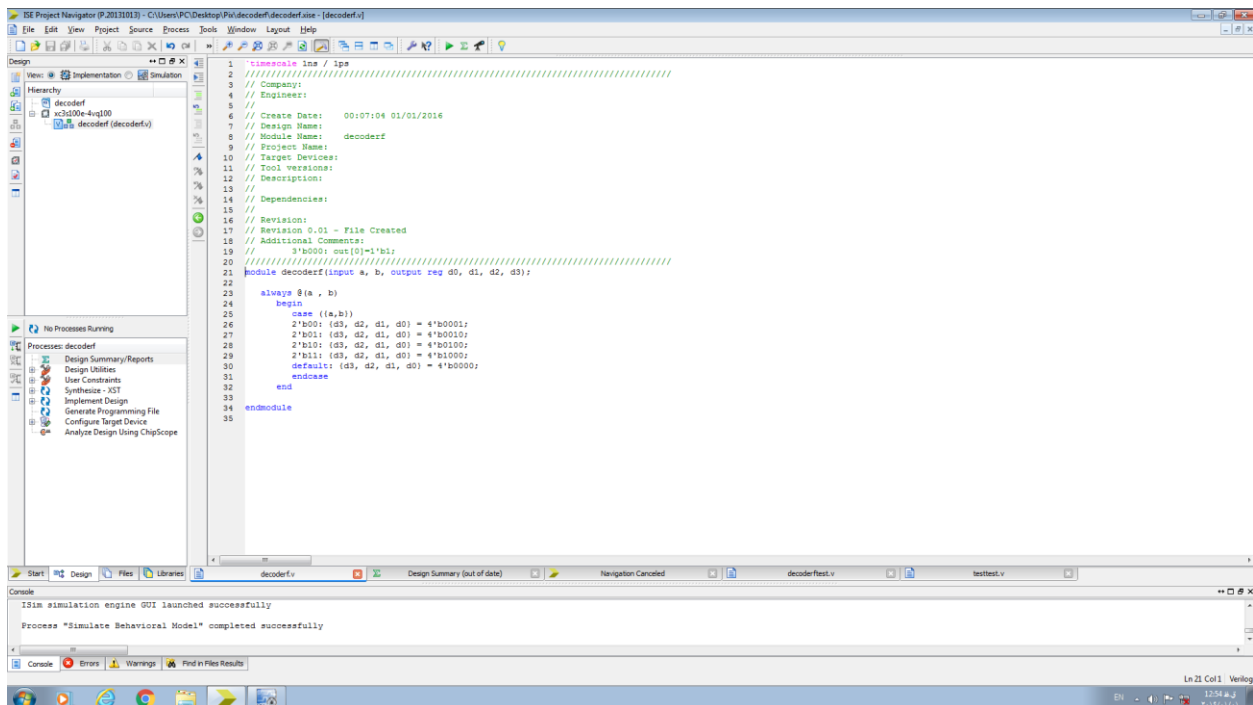 ISE Project Navigator (P.20131013) - C:\Users\PC\Desktop\Pix\decoderf\decoderf.xise - [decoderf.v]
File Edit View Project Source Process Tools Window Layout Help
Design
View: Implementation Simulation
Hierarchy
decoderf
xc3s100e-4vq100
decoderf (decoderf.v)
No Processes Running
Processes: decoderf
Design Summary/Reports
Design Utilities
User Constraints
Synthesize - XST
Implement Design
Generate Programming File
Configure Target Device
Analyze Design Using ChipScope
Start Design Files Libraries
1 `timescale 1ns / 1ps
2 //////////////////////////////////////////////////////////////////////////////////
3 // Company:
4 // Engineer:
5 //
6 // Create Date: 00:07:04 01/01/2016
7 // Design Name:
8 // Module Name: decoderf
9 // Project Name:
10 // Target Devices:
11 // Tool versions:
12 // Description:
13 //
14 // Dependencies:
15 //
16 // Revision:
17 // Revision 0.01 - File Created
18 // Additional Comments:
19 // 3'b000: out[0]=1'b1;
20 //////////////////////////////////////////////////////////////////////////////////
21 module decoderf(input a, b, output reg d0, d1, d2, d3);
22
23 always @(a , b)
24 begin
25 case ({a,b})
26 2'b00: {d3, d2, d1, d0} = 4'b0001;
27 2'b01: {d3, d2, d1, d0} = 4'b0010;
28 2'b10: {d3, d2, d1, d0} = 4'b0100;
29 2'b11: {d3, d2, d1, d0} = 4'b1000;
30 default: {d3, d2, d1, d0} = 4'b0000;
31 endcase
32 end
33
34 endmodule
35
decoderf.v Design Summary (out of date) Navigation Canceled decoderftest.v testtest.v
Console
ISim simulation engine GUI launched successfully
Process "Simulate Behavioral Model" completed successfully
Console Errors Warnings Find in Files Results
Ln 21 Col 1 Verilog
EN 12:54